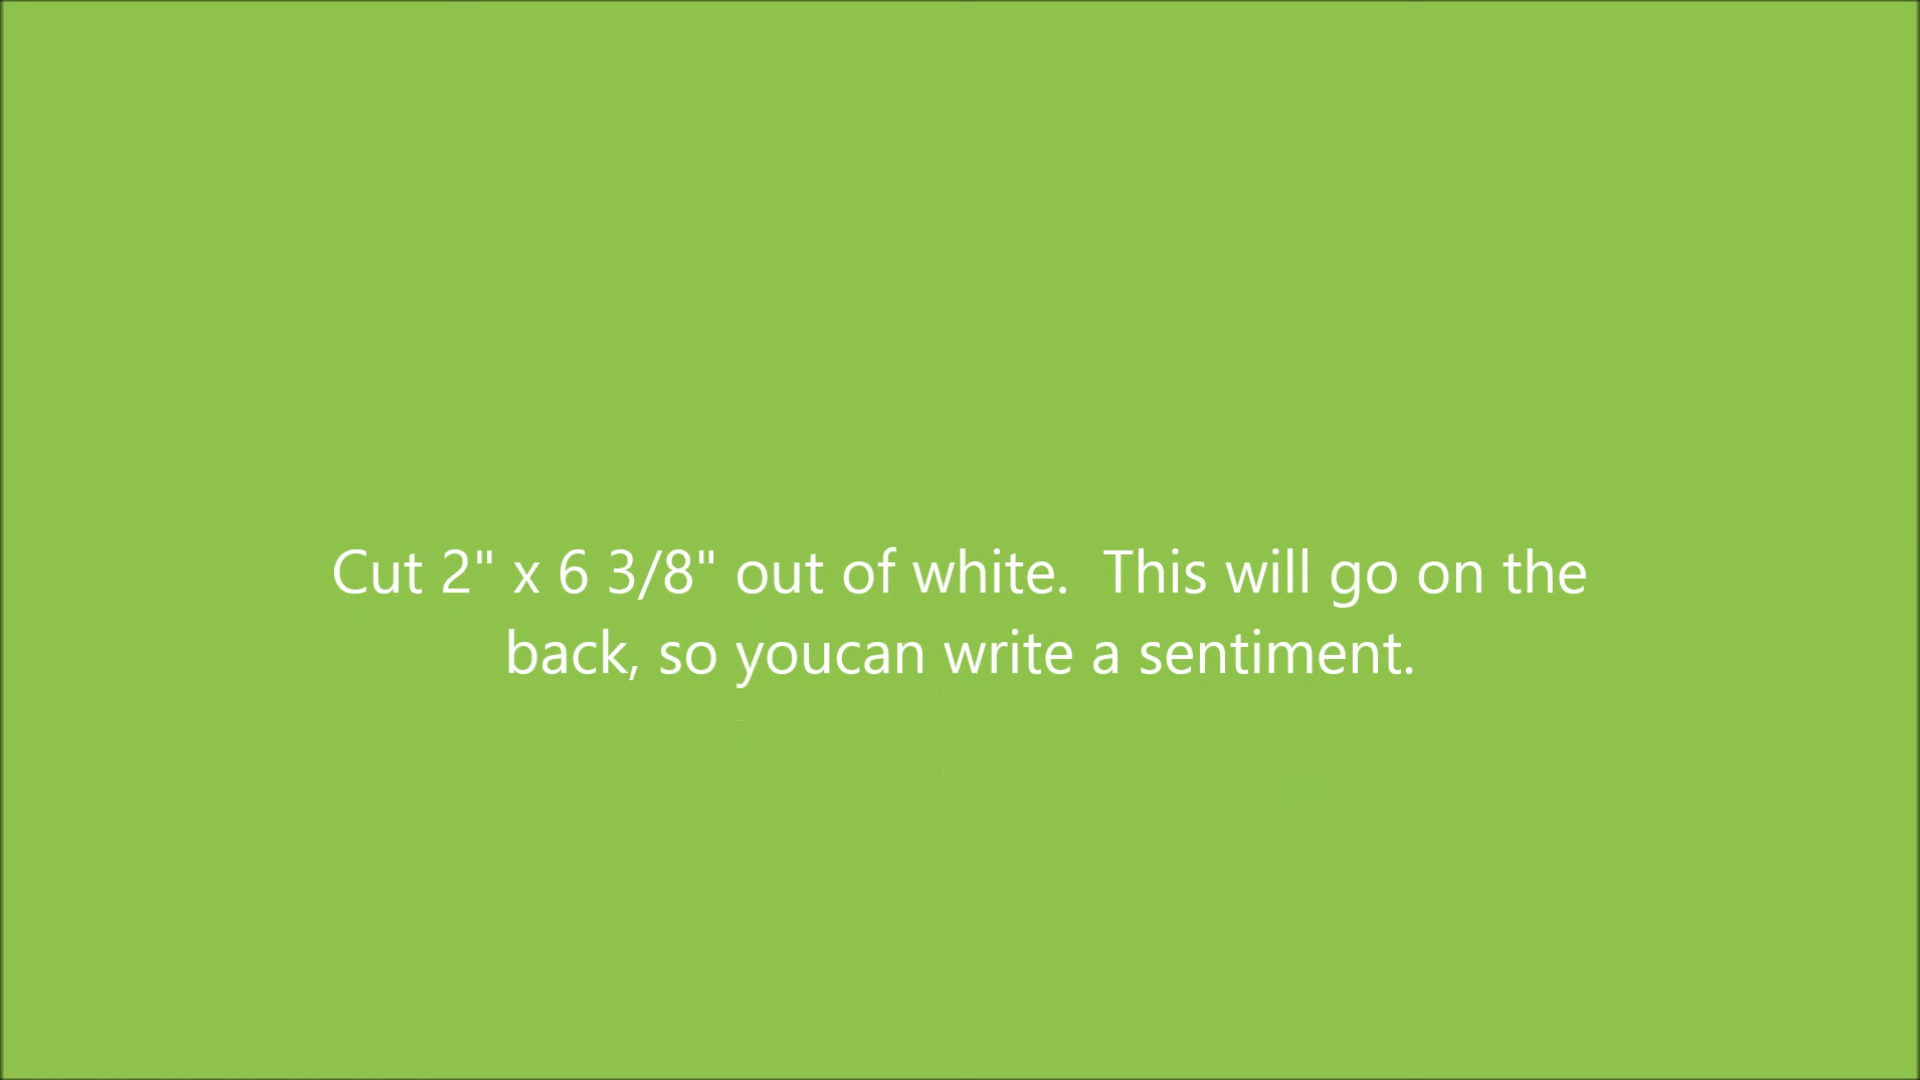 Cut 2" x 6 3/8" out of white.  This will go on the
back, so youcan write a sentiment.